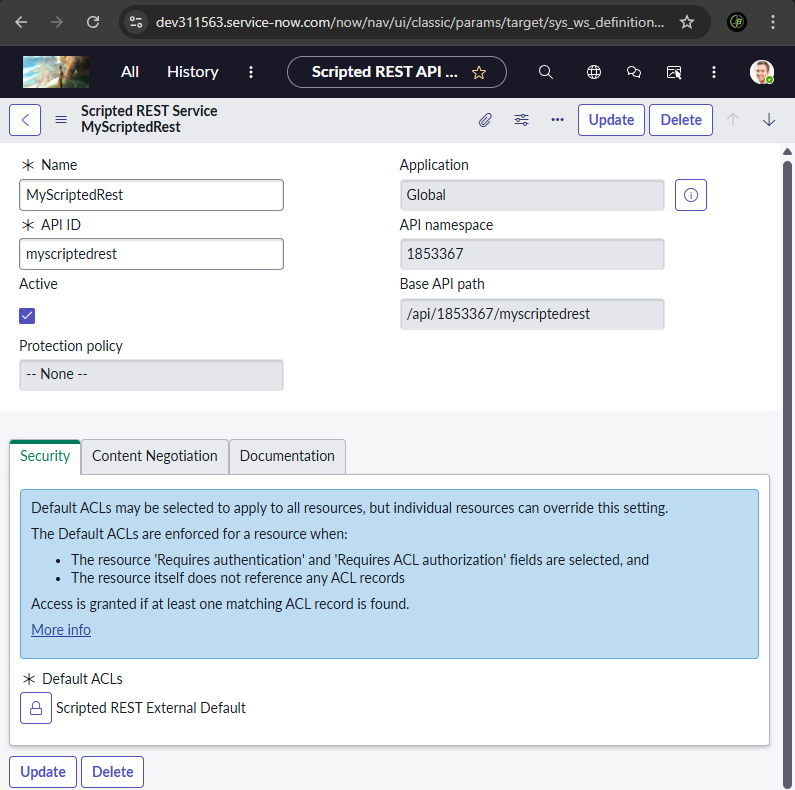 dev311563.service-now.com/now/nav/ui/classic/params/target/sys_ws_definition...
All History Scripted REST API ...
Scripted REST Service
MyScriptedRest
Update Delete
Name
MyScriptedRest
API ID
myscriptedrest
Active
Protection policy
-- None --
Application
Global
API namespace
1853367
Base API path
/api/1853367/myscriptedrest
Security Content Negotiation Documentation
Default ACLs may be selected to apply to all resources, but individual resources can override this setting.
The Default ACLs are enforced for a resource when:
• The resource 'Requires authentication' and 'Requires ACL authorization' fields are selected, and
• The resource itself does not reference any ACL records
Access is granted if at least one matching ACL record is found.
More info
Default ACLs
Scripted REST External Default
Update Delete